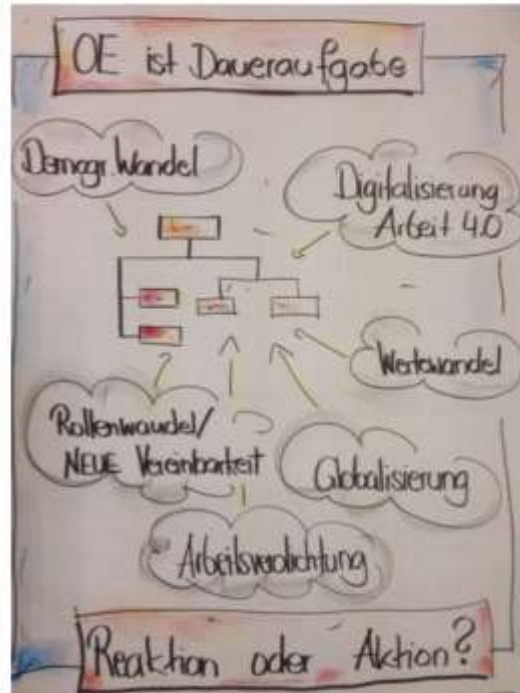 OE ist Daueraufgabe
Demogr. Wandel
Digitalisierung
Arbeit 4.0
Wertewandel
Rollenwandel/
NEUE Vereinbarkeit
Globalisierung
Arbeitsverdichtung
Reaktion oder Aktion?